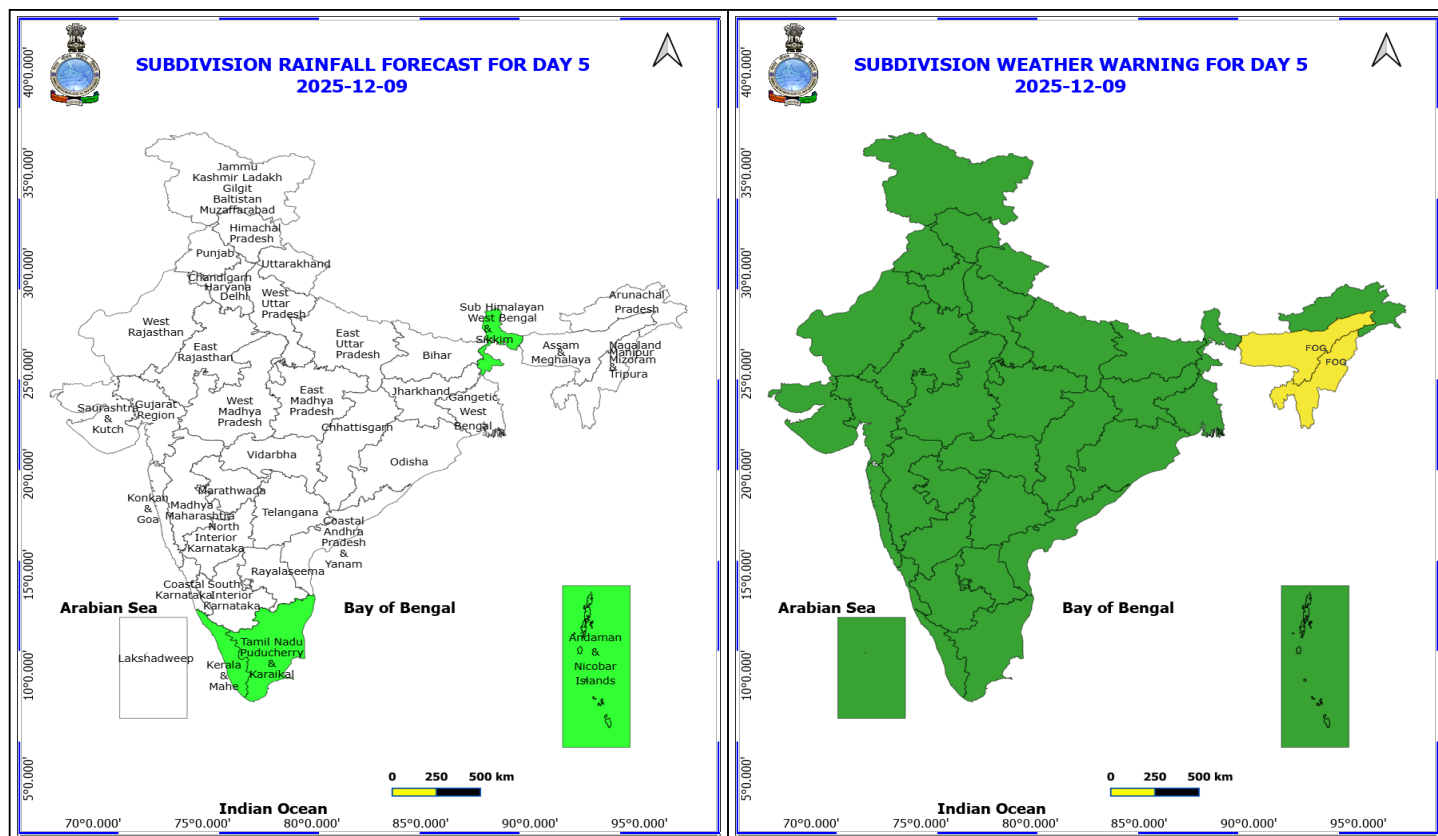 SUBDIVISION RAINFALL FORECAST FOR DAY 5
2025-12-09
40°0.000'
35°0.000'
30°0.000'
25°0.000'
20°0.000'
15°0.000'
10°0.000'
5°0.000'
Jammu
Kashmir Ladakh
Gilgit
Baltistan
Muzaffarabad
Himachal
Pradesh
Punjab
Uttarakhand
Chandigarh
Haryana
Delhi
West
Uttar
Pradesh
West
Rajasthan
East
Rajasthan
East
Uttar
Pradesh
Bihar
Sub Himalayan
West Bengal
&
Sikkim
Arunachal
Pradesh
Assam
&
Meghalaya
Nagaland
Manipur
Mizoram
&
Tripura
Saurashtra
&
Kutch
Gujarat
Region
West
Madhya
Pradesh
East
Madhya
Pradesh
Jharkhand
Gangetic
West
Bengal
Chhattisgarh
Vidarbha
Odisha
Konkan
&
Goa
Madhya
Maharashtra
Marathwada
Telangana
North
Interior
Karnataka
Coastal
Andhra
Pradesh
&
Yanam
Rayalaseema
Coastal
Karnataka
South
Interior
Karnataka
Arabian Sea
Bay of Bengal
Lakshadweep
Kerala
&
Mahe
Tamil Nadu
Puducherry
&
Karaikal
Andaman
&
Nicobar
Islands
0 250 500 km
Indian Ocean
70°0.000' 75°0.000' 80°0.000' 85°0.000' 90°0.000' 95°0.000'
SUBDIVISION WEATHER WARNING FOR DAY 5
2025-12-09
40°0.000'
35°0.000'
30°0.000'
25°0.000'
20°0.000'
15°0.000'
10°0.000'
5°0.000'
FOG
FOG
Arabian Sea
Bay of Bengal
0 250 500 km
Indian Ocean
70°0.000' 75°0.000' 80°0.000' 85°0.000' 90°0.000' 95°0.000'